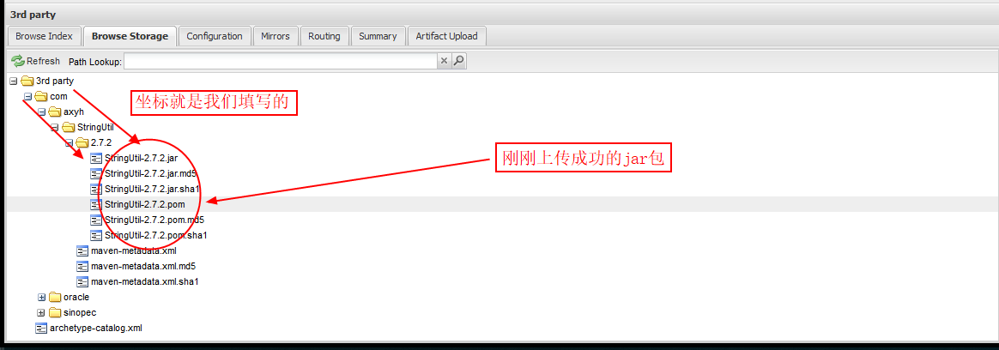 3rd party
Browse Index
Browse Storage
Configuration
Mirrors
Routing
Summary
Artifact Upload
Refresh
Path Lookup:
3rd party
com
坐标就是我们填写的
axyh
StringUtil
2.7.2
StringUtil-2.7.2.jar
刚刚上传成功的jar包
StringUtil-2.7.2.jar.md5
StringUtil-2.7.2.jar.sha1
StringUtil-2.7.2.pom
StringUtil-2.7.2.pom.md5
StringUtil-2.7.2.pom.sha1
maven-metadata.xml
maven-metadata.xml.md5
maven-metadata.xml.sha1
oracle
sinopec
archetype-catalog.xml